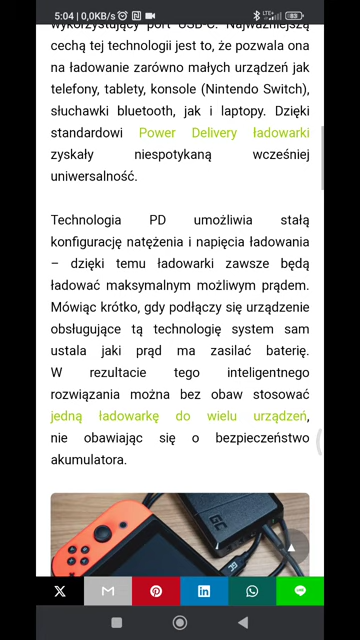 5:04 | 0,0KB/s
LTE
wykorzystujący port USB-C. Najważniejszą
cechą tej technologii jest to, że pozwala ona
na ładowanie zarówno małych urządzeń jak
telefony, tablety, konsole (Nintendo Switch),
słuchawki bluetooth, jak i laptopy. Dzięki
standardowi Power Delivery ładowarki
zyskały niespotykaną wcześniej
uniwersalność.
Technologia PD umożliwia stałą
konfigurację natężenia i napięcia ładowania
– dzięki temu ładowarki zawsze będą
ładować maksymalnym możliwym prądem.
Mówiąc krótko, gdy podłączy się urządzenie
obsługujące tą technologię system sam
ustala jaki prąd ma zasilać baterię.
W rezultacie tego inteligentnego
rozwiązania można bez obaw stosować
jedną ładowarkę do wielu urządzeń,
nie obawiając się o bezpieczeństwo
akumulatora.
GC